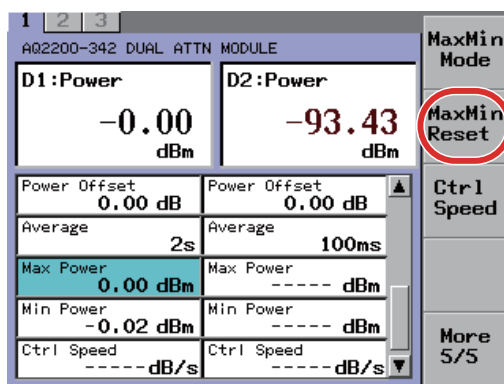 1 2 3
AQ2200-342 DUAL ATTN MODULE
D1:Power
-0.00
dBm
D2:Power
-93.43
dBm
Power Offset
0.00 dB
Power Offset
0.00 dB
Average
2s
Average
100ms
Max Power
0.00 dBm
Max Power
----- dBm
Min Power
-0.02 dBm
Min Power
----- dBm
Ctrl Speed
-----dB/s
Ctrl Speed
-----dB/s
MaxMin
Mode
MaxMin
Reset
Ctrl
Speed
More
5/5